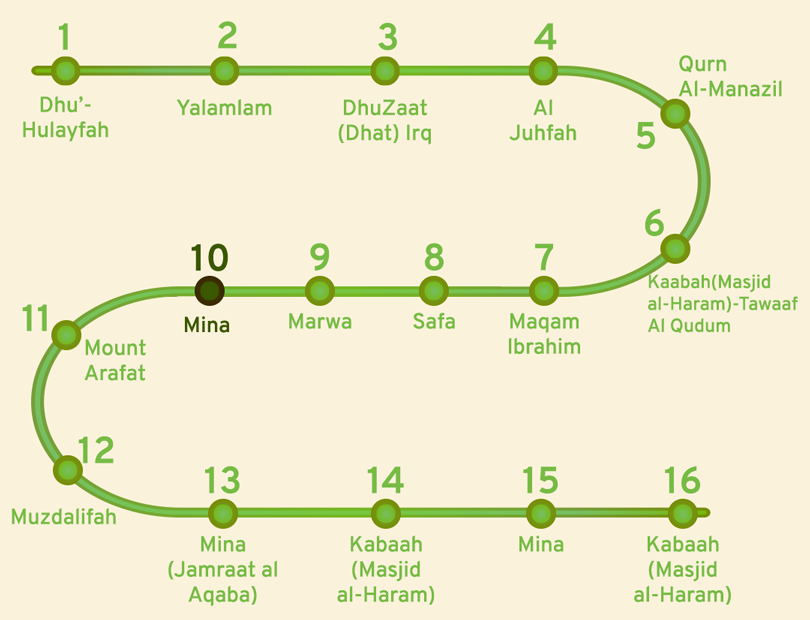 1
2
3
4
Dhu'-
Hulayfah
Yalamlam
DhuZaat
(Dhat) Irq
Al
Juhfah
Qurn
Al-Manazil
5
6
Kaabah(Masjid
al-Haram)-Tawaaf
Al Qudum
10
9
8
7
Mina
Marwa
Safa
Maqam
Ibrahim
11
Mount
Arafat
12
Muzdalifah
13
14
15
16
Mina
(Jamraat al
Aqaba)
Kabaah
(Masjid
al-Haram)
Mina
Kabaah
(Masjid
al-Haram)